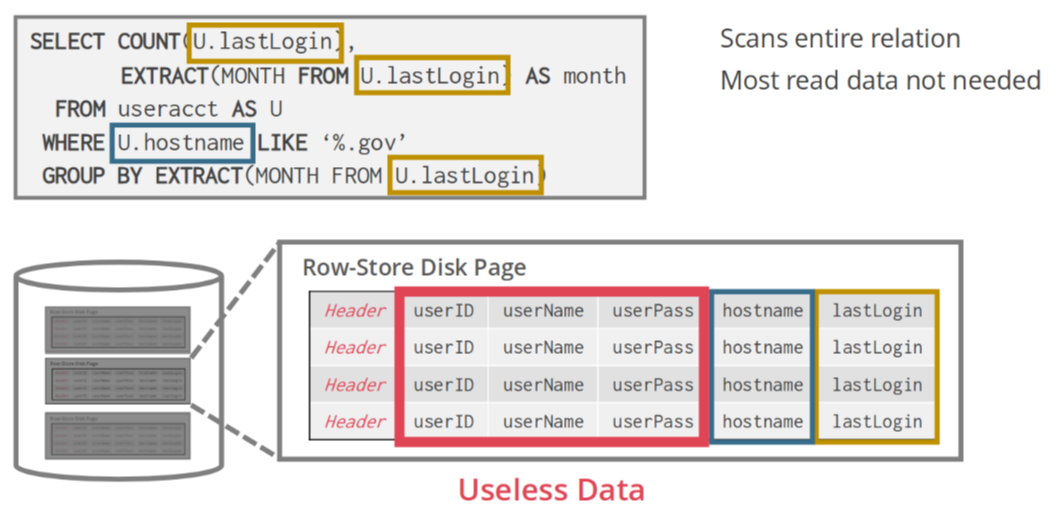 SELECT COUNT(U.lastLogin),
EXTRACT(MONTH FROM U.lastLogin) AS month
FROM useracct AS U
WHERE U.hostname LIKE ‘%.gov’
GROUP BY EXTRACT(MONTH FROM U.lastLogin)
Scans entire relation
Most read data not needed
Row-Store Disk Page
Header userID userName userPass hostname lastLogin
Header userID userName userPass hostname lastLogin
Header userID userName userPass hostname lastLogin
Header userID userName userPass hostname lastLogin
Useless Data